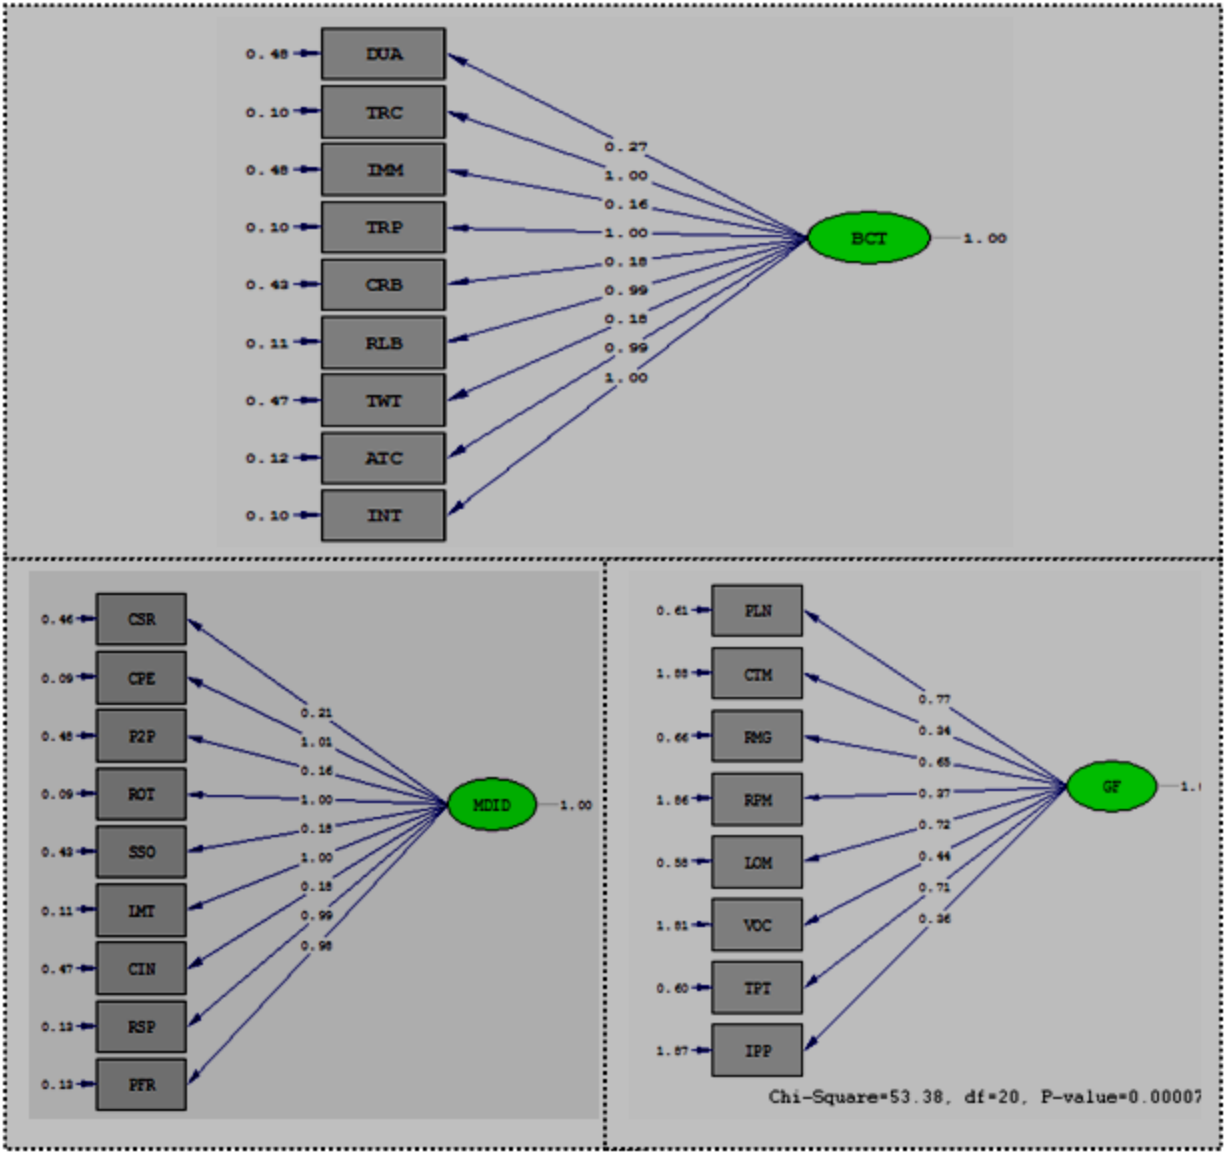 0.48 DUA
0.10 TRC
0.48 IMM
0.10 TRP
0.43 CRB
0.11 RLB
0.47 TWT
0.12 ATC
0.10 INT
0.27
1.00
0.16
1.00
0.18
0.99
0.18
0.99
1.00
BCT 1.00
0.46 CSR
0.09 CPE
0.48 P2P
0.09 ROT
0.43 SSO
0.11 LMT
0.47 CIN
0.13 RSP
0.13 PFR
0.21
1.01
0.16
1.00
0.18
1.00
0.18
0.99
0.98
MDID 1.00
0.61 PLN
1.88 CTM
0.66 RMG
1.86 RPM
0.58 LOM
1.81 VOC
0.60 TPT
1.87 IPP
0.77
0.34
0.68
0.37
0.72
0.44
0.71
0.36
GF 1.
Chi-Square=53.38, df=20, P-value=0.00007